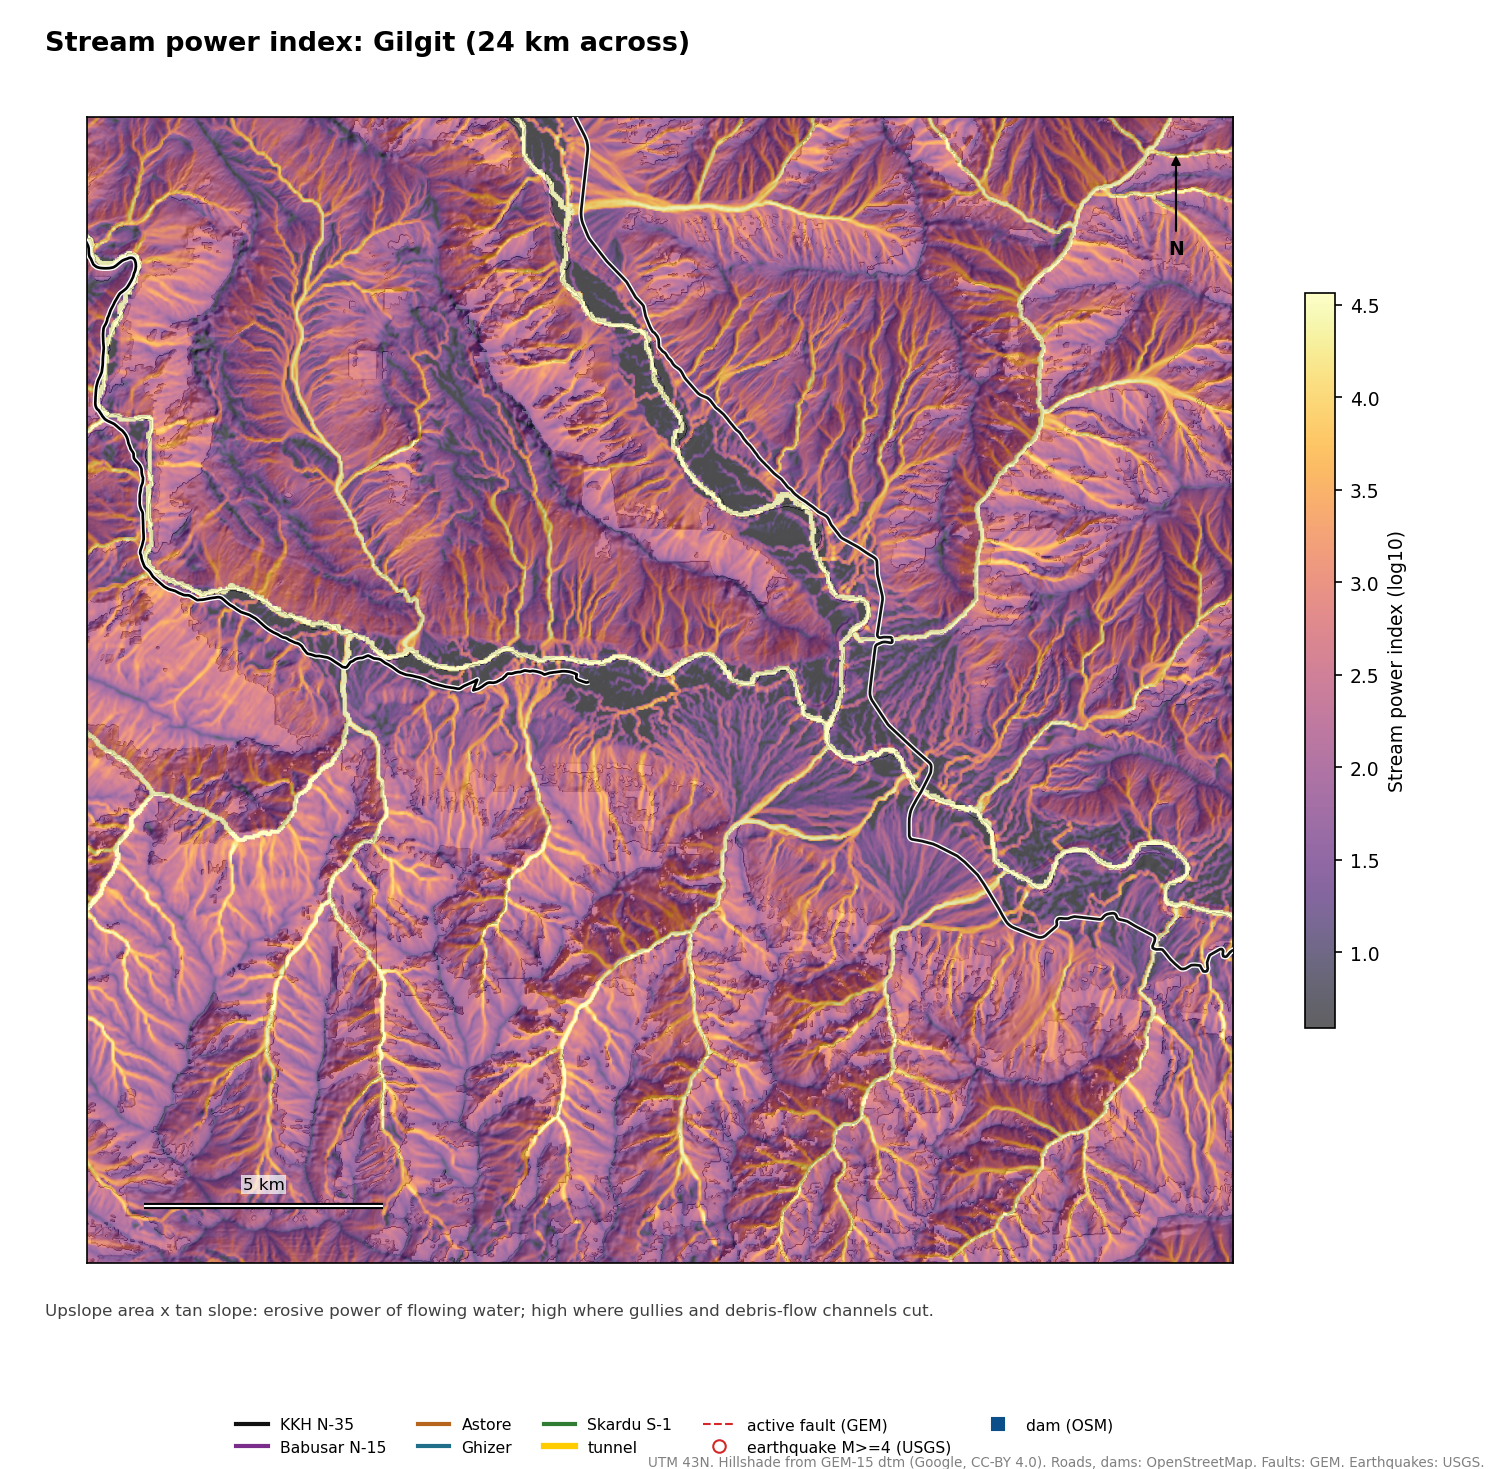 Stream power index: Gilgit (24 km across)
N
4.5
4.0
3.5
3.0
2.5
2.0
1.5
1.0
Stream power index (log10)
5 km
Upslope area x tan slope: erosive power of flowing water; high where gullies and debris-flow channels cut.
KKH N-35
Babusar N-15
Astore
Ghizer
Skardu S-1
tunnel
active fault (GEM)
earthquake M>=4 (USGS)
dam (OSM)
UTM 43N. Hillshade from GEM-15 dtm (Google, CC-BY 4.0). Roads, dams: OpenStreetMap. Faults: GEM. Earthquakes: USGS.